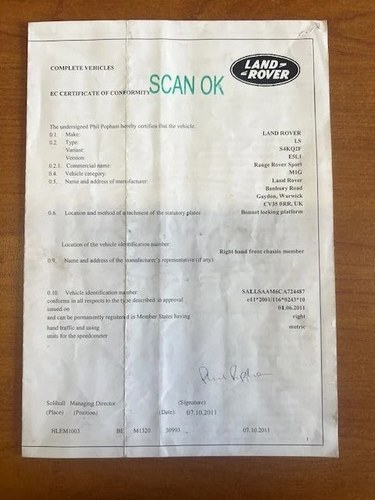 LAND ROVER
COMPLETE VEHICLES
SCAN OK
EC CERTIFICATE OF CONFORMITY
The undersigned Phil Popham hereby certifies that the vehicle
0.1. Make: LAND ROVER
0.2. Type: LS
Variant: S4KQ2F
Version: E5L1
0.2.1. Commercial name: Range Rover Sport
0.4. Vehicle category: M1G
0.5. Name and address of manufacturer: Land Rover
Banbury Road
Gaydon, Warwick
CV35 0RR, UK
0.6. Location and method of attachment of the statutory plates: Bonnet locking platform
Location of the vehicle identification number:
Right hand front chassis member
0.9. Name and address of the manufacturer's representative (if any):
0.10. Vehicle identification number: SALLSAAM6CA724487
conforms in all respects to the type described in approval e11*2001/116*0243*10
issued on 01.06.2011
and can be permanently registered in Member States having right
hand traffic and using metric
units for the speedometer
Phil Popham
Solihull Managing Director (Signature)
(Place) (Position) (Date) 07.10.2011
HLEM1003 BE M1320 30993 07.10.2011
1